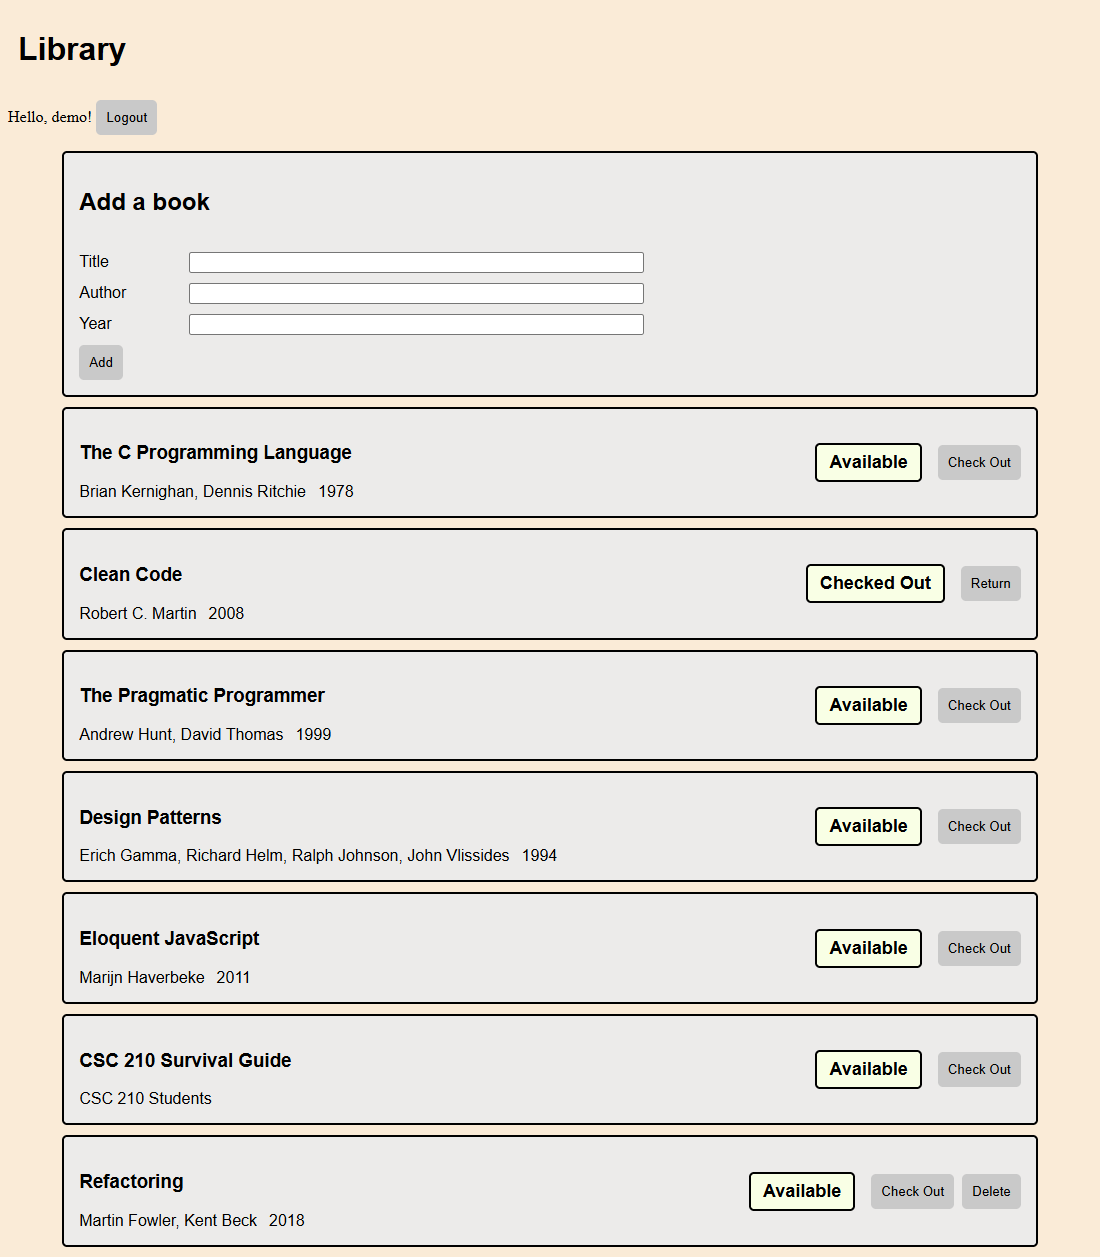 Library
Hello, demo! Logout
Add a book
Title
Author
Year
Add
The C Programming Language
Brian Kernighan, Dennis Ritchie 1978
Available Check Out
Clean Code
Robert C. Martin 2008
Checked Out Return
The Pragmatic Programmer
Andrew Hunt, David Thomas 1999
Available Check Out
Design Patterns
Erich Gamma, Richard Helm, Ralph Johnson, John Vlissides 1994
Available Check Out
Eloquent JavaScript
Marijn Haverbeke 2011
Available Check Out
CSC 210 Survival Guide
CSC 210 Students
Available Check Out
Refactoring
Martin Fowler, Kent Beck 2018
Available Check Out Delete